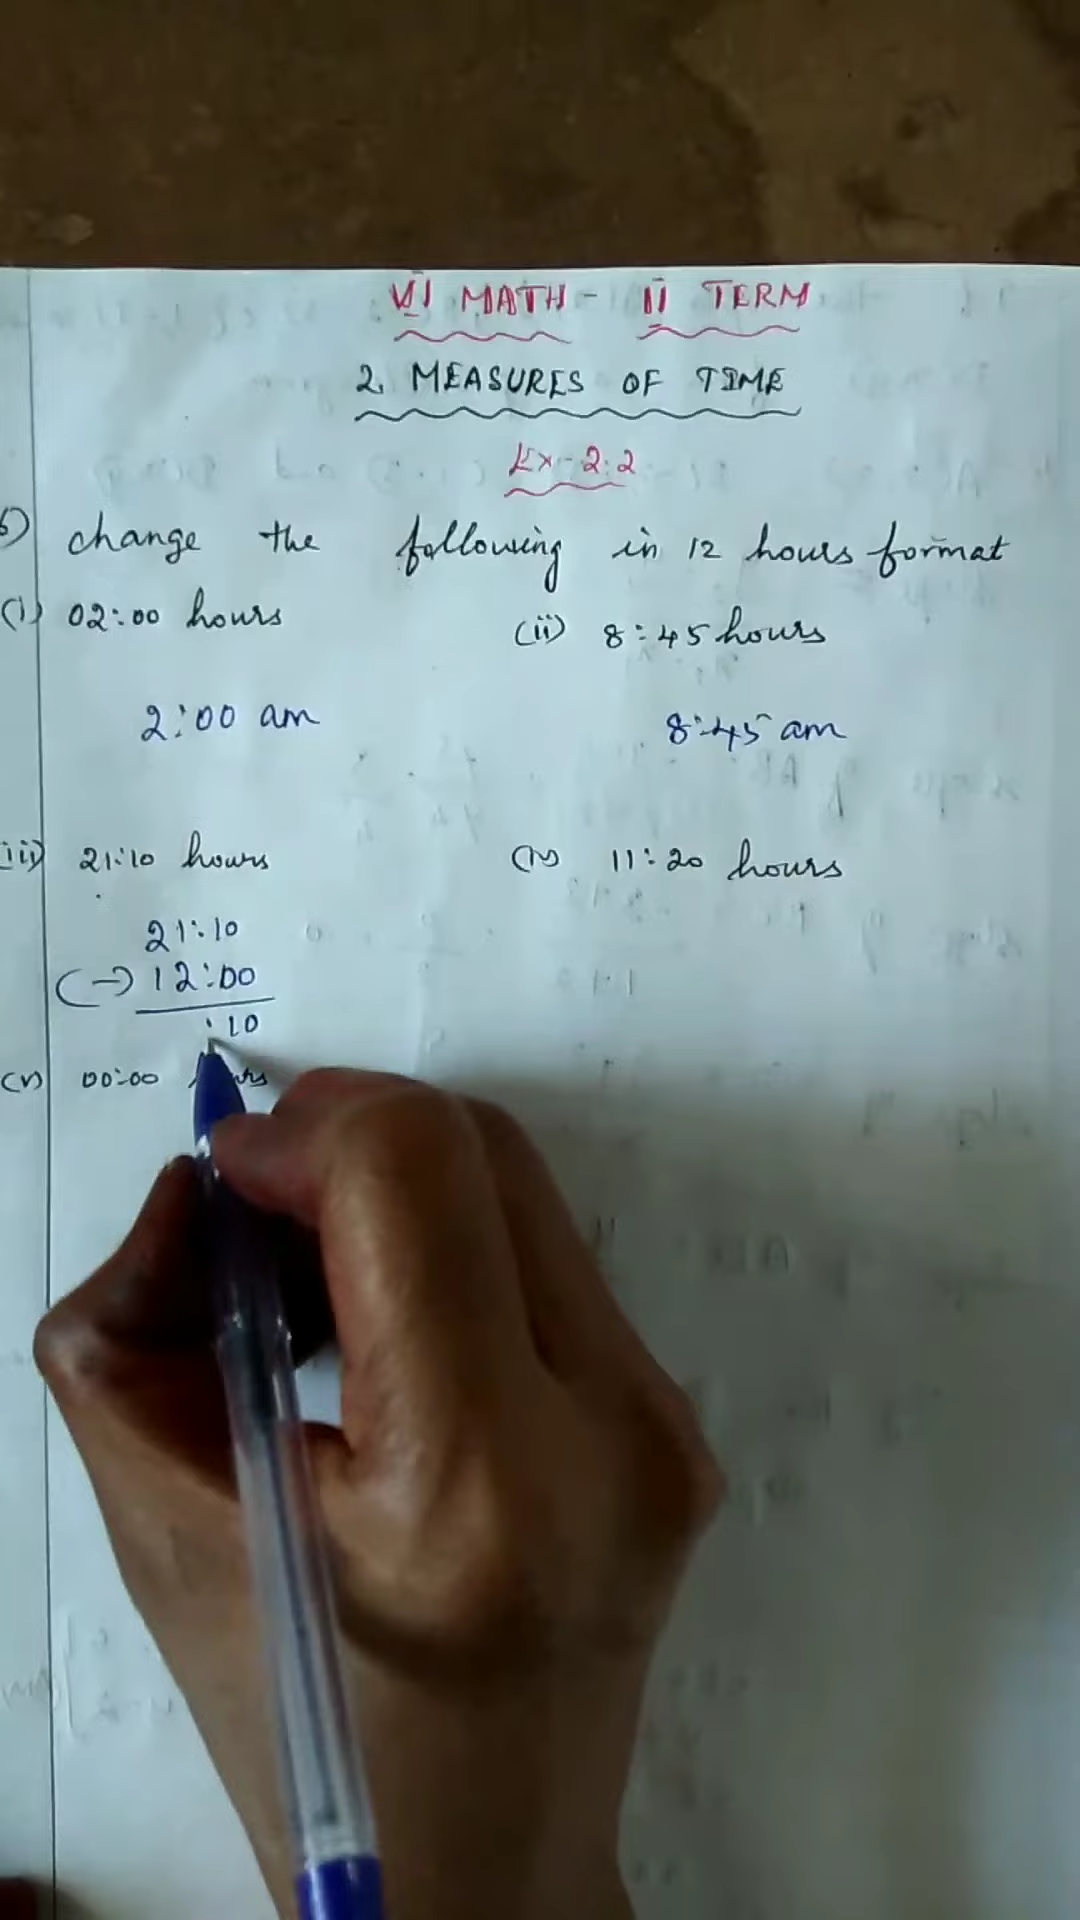 VI MATH - II TERM
2. MEASURES OF TIME
Ex-2.2
change the following in 12 hours format
(i) 02:00 hours
(ii) 8:45 hours
2:00 am
8:45 am
(iii) 21:10 hours
(iv) 11:20 hours
21:10
(-) 12:00
:10
(v) 00:00